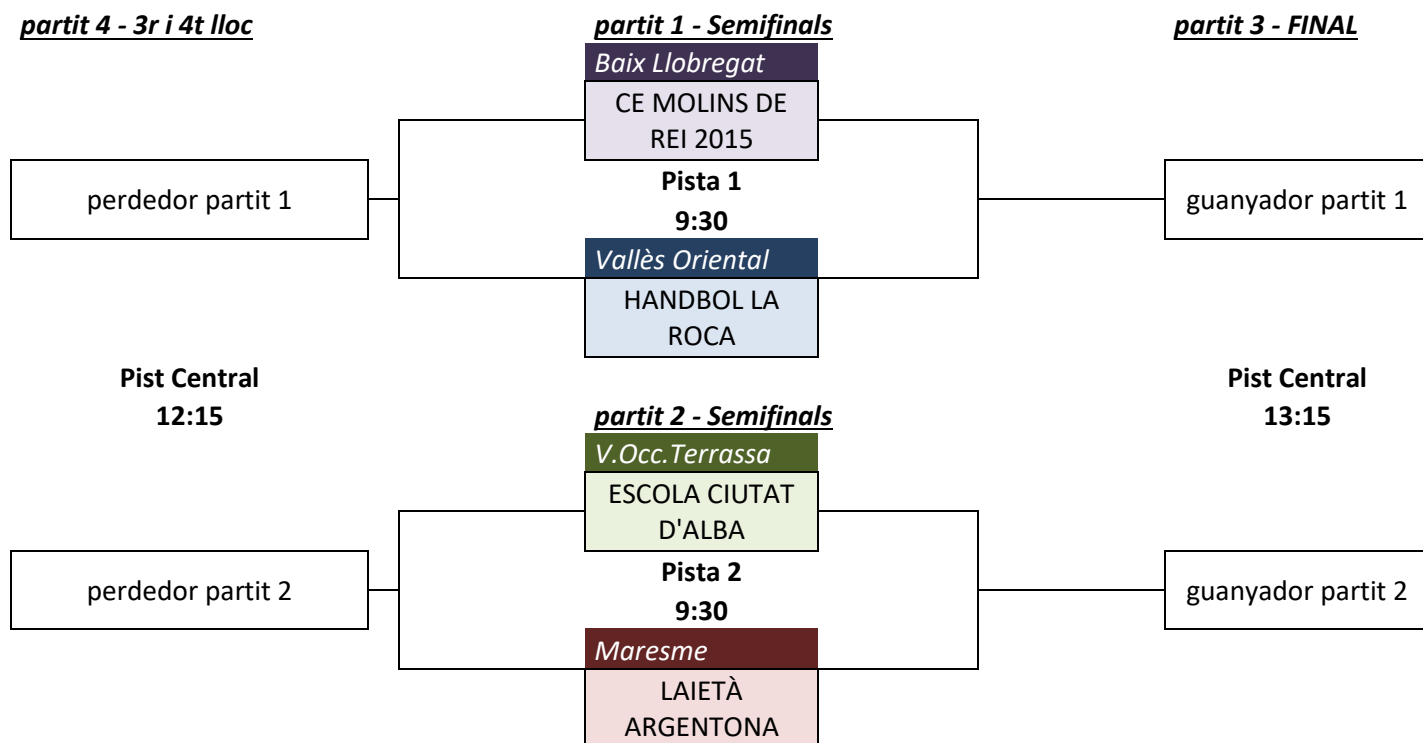 partit 4 - 3r i 4t lloc
partit 1 - Semifinals
partit 3 - FINAL
Baix Llobregat
CE MOLINS DE
REI 2015
perdedor partit 1
Pista 1
9:30
guanyador partit 1
Vallès Oriental
HANDBOL LA
ROCA
Pist Central
12:15
Pist Central
13:15
partit 2 - Semifinals
V.Occ.Terrassa
ESCOLA CIUTAT
D'ALBA
perdedor partit 2
Pista 2
9:30
guanyador partit 2
Maresme
LAIETÀ
ARGENTONA